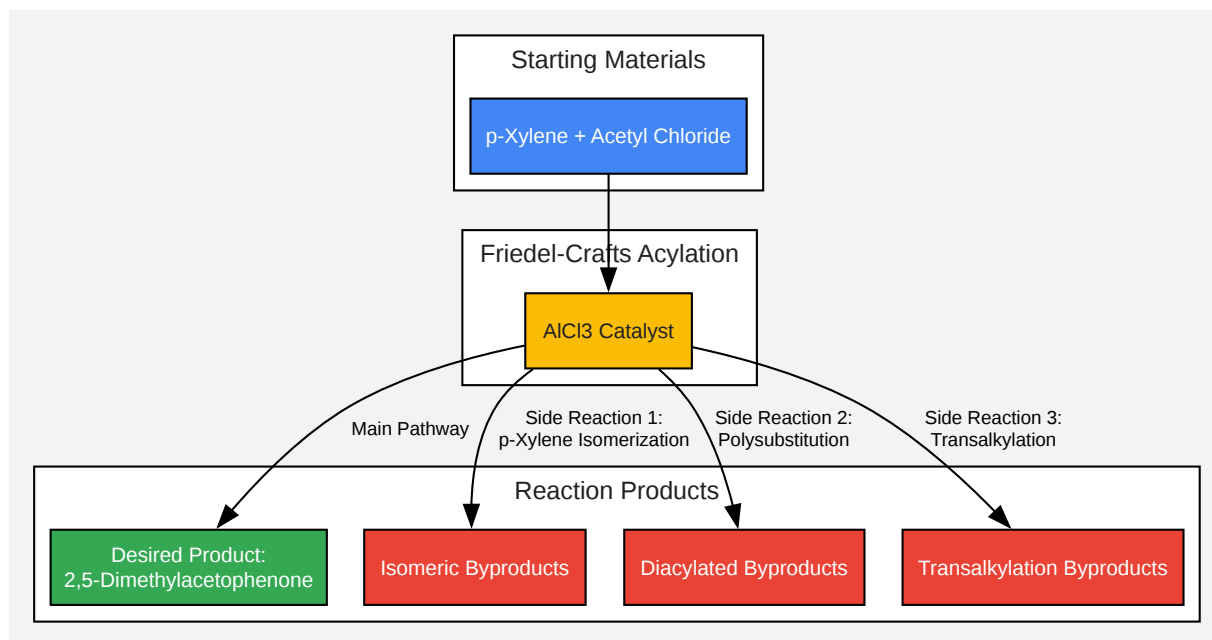 Starting Materials
p-Xylene + Acetyl Chloride
Friedel-Crafts Acylation
AlCl3 Catalyst
Main Pathway
Side Reaction 1:
p-Xylene Isomerization
Side Reaction 2:
Polysubstitution
Side Reaction 3:
Transalkylation
Reaction Products
Desired Product:
2,5-Dimethylacetophenone
Isomeric Byproducts
Diacylated Byproducts
Transalkylation Byproducts